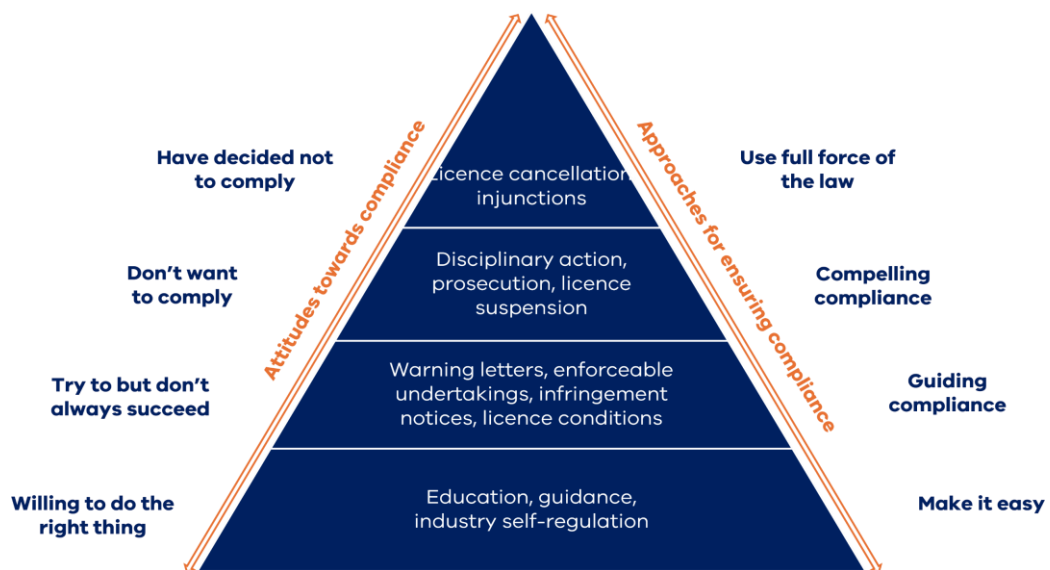 Have decided not
to comply
Attitudes towards compliance
Licence cancellation,
injunctions
Approaches for ensuring compliance
Use full force of
the law
Don't want
to comply
Disciplinary action,
prosecution, licence
suspension
Compelling
compliance
Try to but don't
always succeed
Warning letters, enforceable
undertakings, infringement
notices, licence conditions
Guiding
compliance
Willing to do the
right thing
Education, guidance,
industry self-regulation
Make it easy